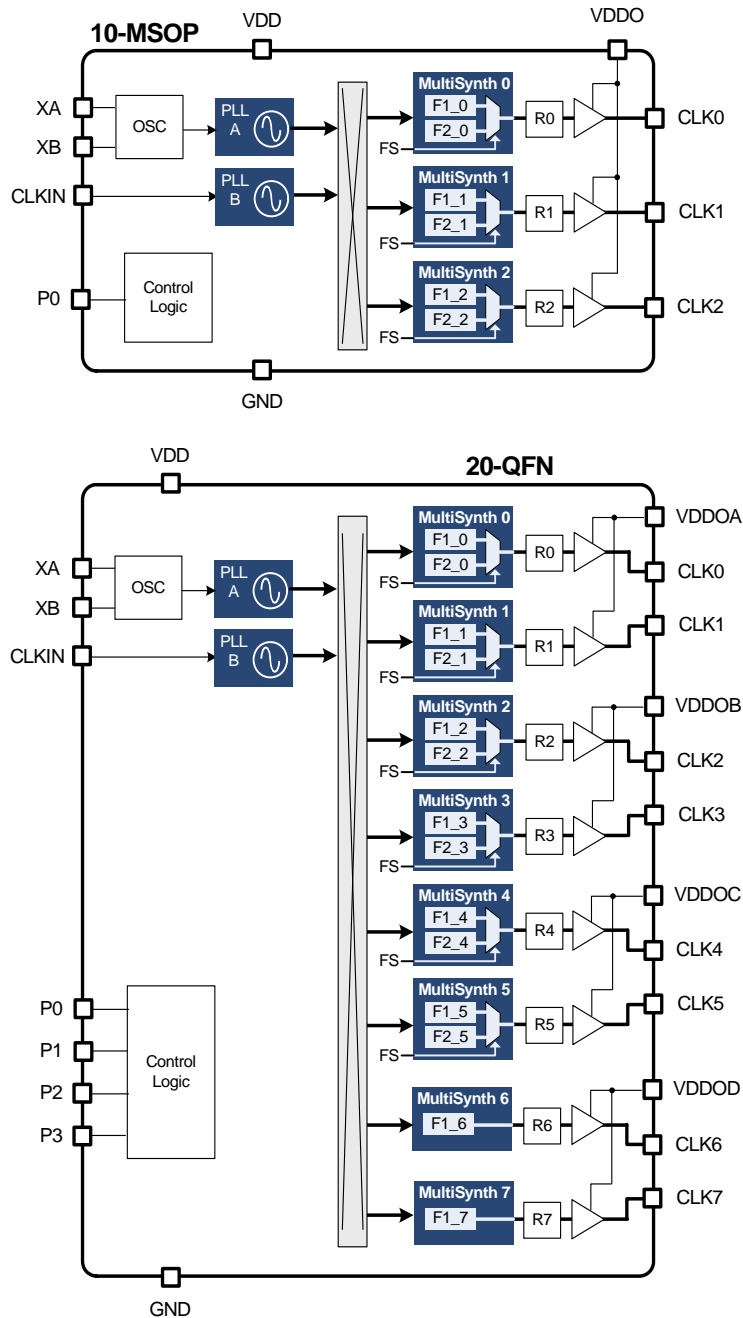 10-MSOP
VDD
VDDO
XA
XB
CLKIN
P0
OSC
PLL
A
PLL
B
Control
Logic
MultiSynth 0
F1_0
F2_0
FS
R0
CLK0
MultiSynth 1
F1_1
F2_1
FS
R1
CLK1
MultiSynth 2
F1_2
F2_2
FS
R2
CLK2
GND
20-QFN
VDD
XA
XB
CLKIN
OSC
PLL
A
PLL
B
MultiSynth 0
F1_0
F2_0
FS
R0
VDDOA
CLK0
MultiSynth 1
F1_1
F2_1
FS
R1
CLK1
MultiSynth 2
F1_2
F2_2
FS
R2
VDDOB
CLK2
MultiSynth 3
F1_3
F2_3
FS
R3
CLK3
MultiSynth 4
F1_4
F2_4
FS
R4
VDDOC
CLK4
MultiSynth 5
F1_5
F2_5
FS
R5
CLK5
P0
P1
P2
P3
Control
Logic
MultiSynth 6
F1_6
R6
VDDOD
CLK6
MultiSynth 7
F1_7
R7
CLK7
GND